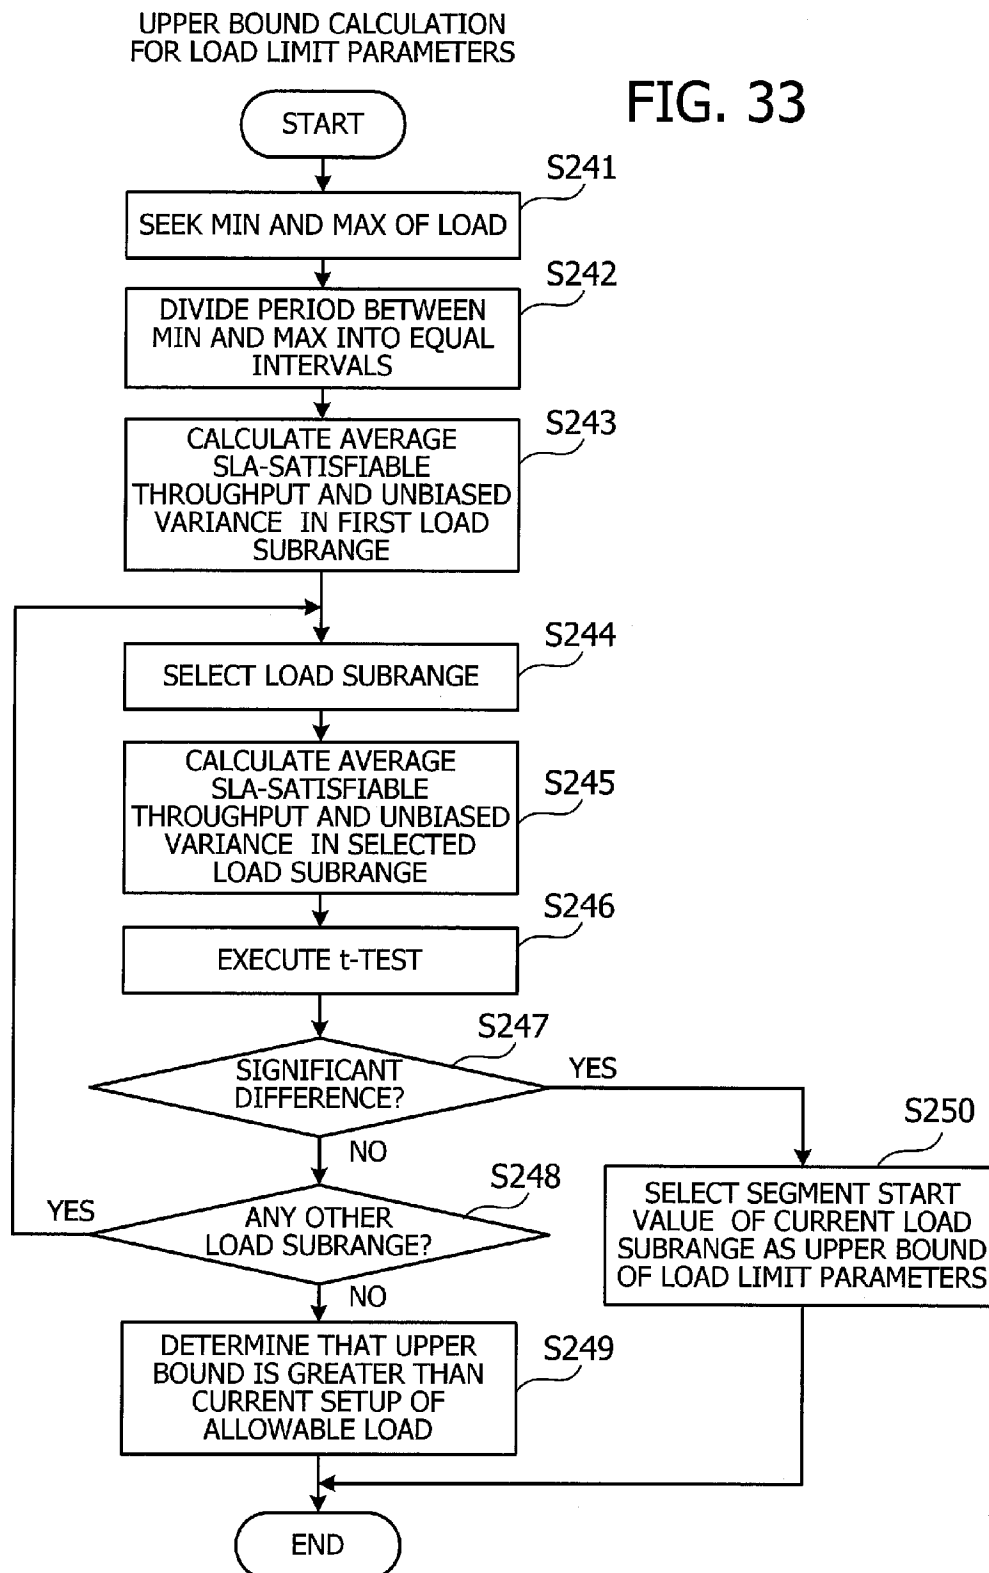 UPPER BOUND CALCULATION
FOR LOAD LIMIT PARAMETERS
FIG. 33
START
S241
SEEK MIN AND MAX OF LOAD
S242
DIVIDE PERIOD BETWEEN
MIN AND MAX INTO EQUAL
INTERVALS
S243
CALCULATE AVERAGE
SLA-SATISFIABLE
THROUGHPUT AND UNBIASED
VARIANCE IN FIRST LOAD
SUBRANGE
S244
SELECT LOAD SUBRANGE
S245
CALCULATE AVERAGE
SLA-SATISFIABLE
THROUGHPUT AND UNBIASED
VARIANCE IN SELECTED
LOAD SUBRANGE
S246
EXECUTE t-TEST
S247
SIGNIFICANT
DIFFERENCE?
YES
NO
S250
SELECT SEGMENT START
VALUE OF CURRENT LOAD
SUBRANGE AS UPPER BOUND
OF LOAD LIMIT PARAMETERS
S248
ANY OTHER
LOAD SUBRANGE?
YES
NO
S249
DETERMINE THAT UPPER
BOUND IS GREATER THAN
CURRENT SETUP OF
ALLOWABLE LOAD
END